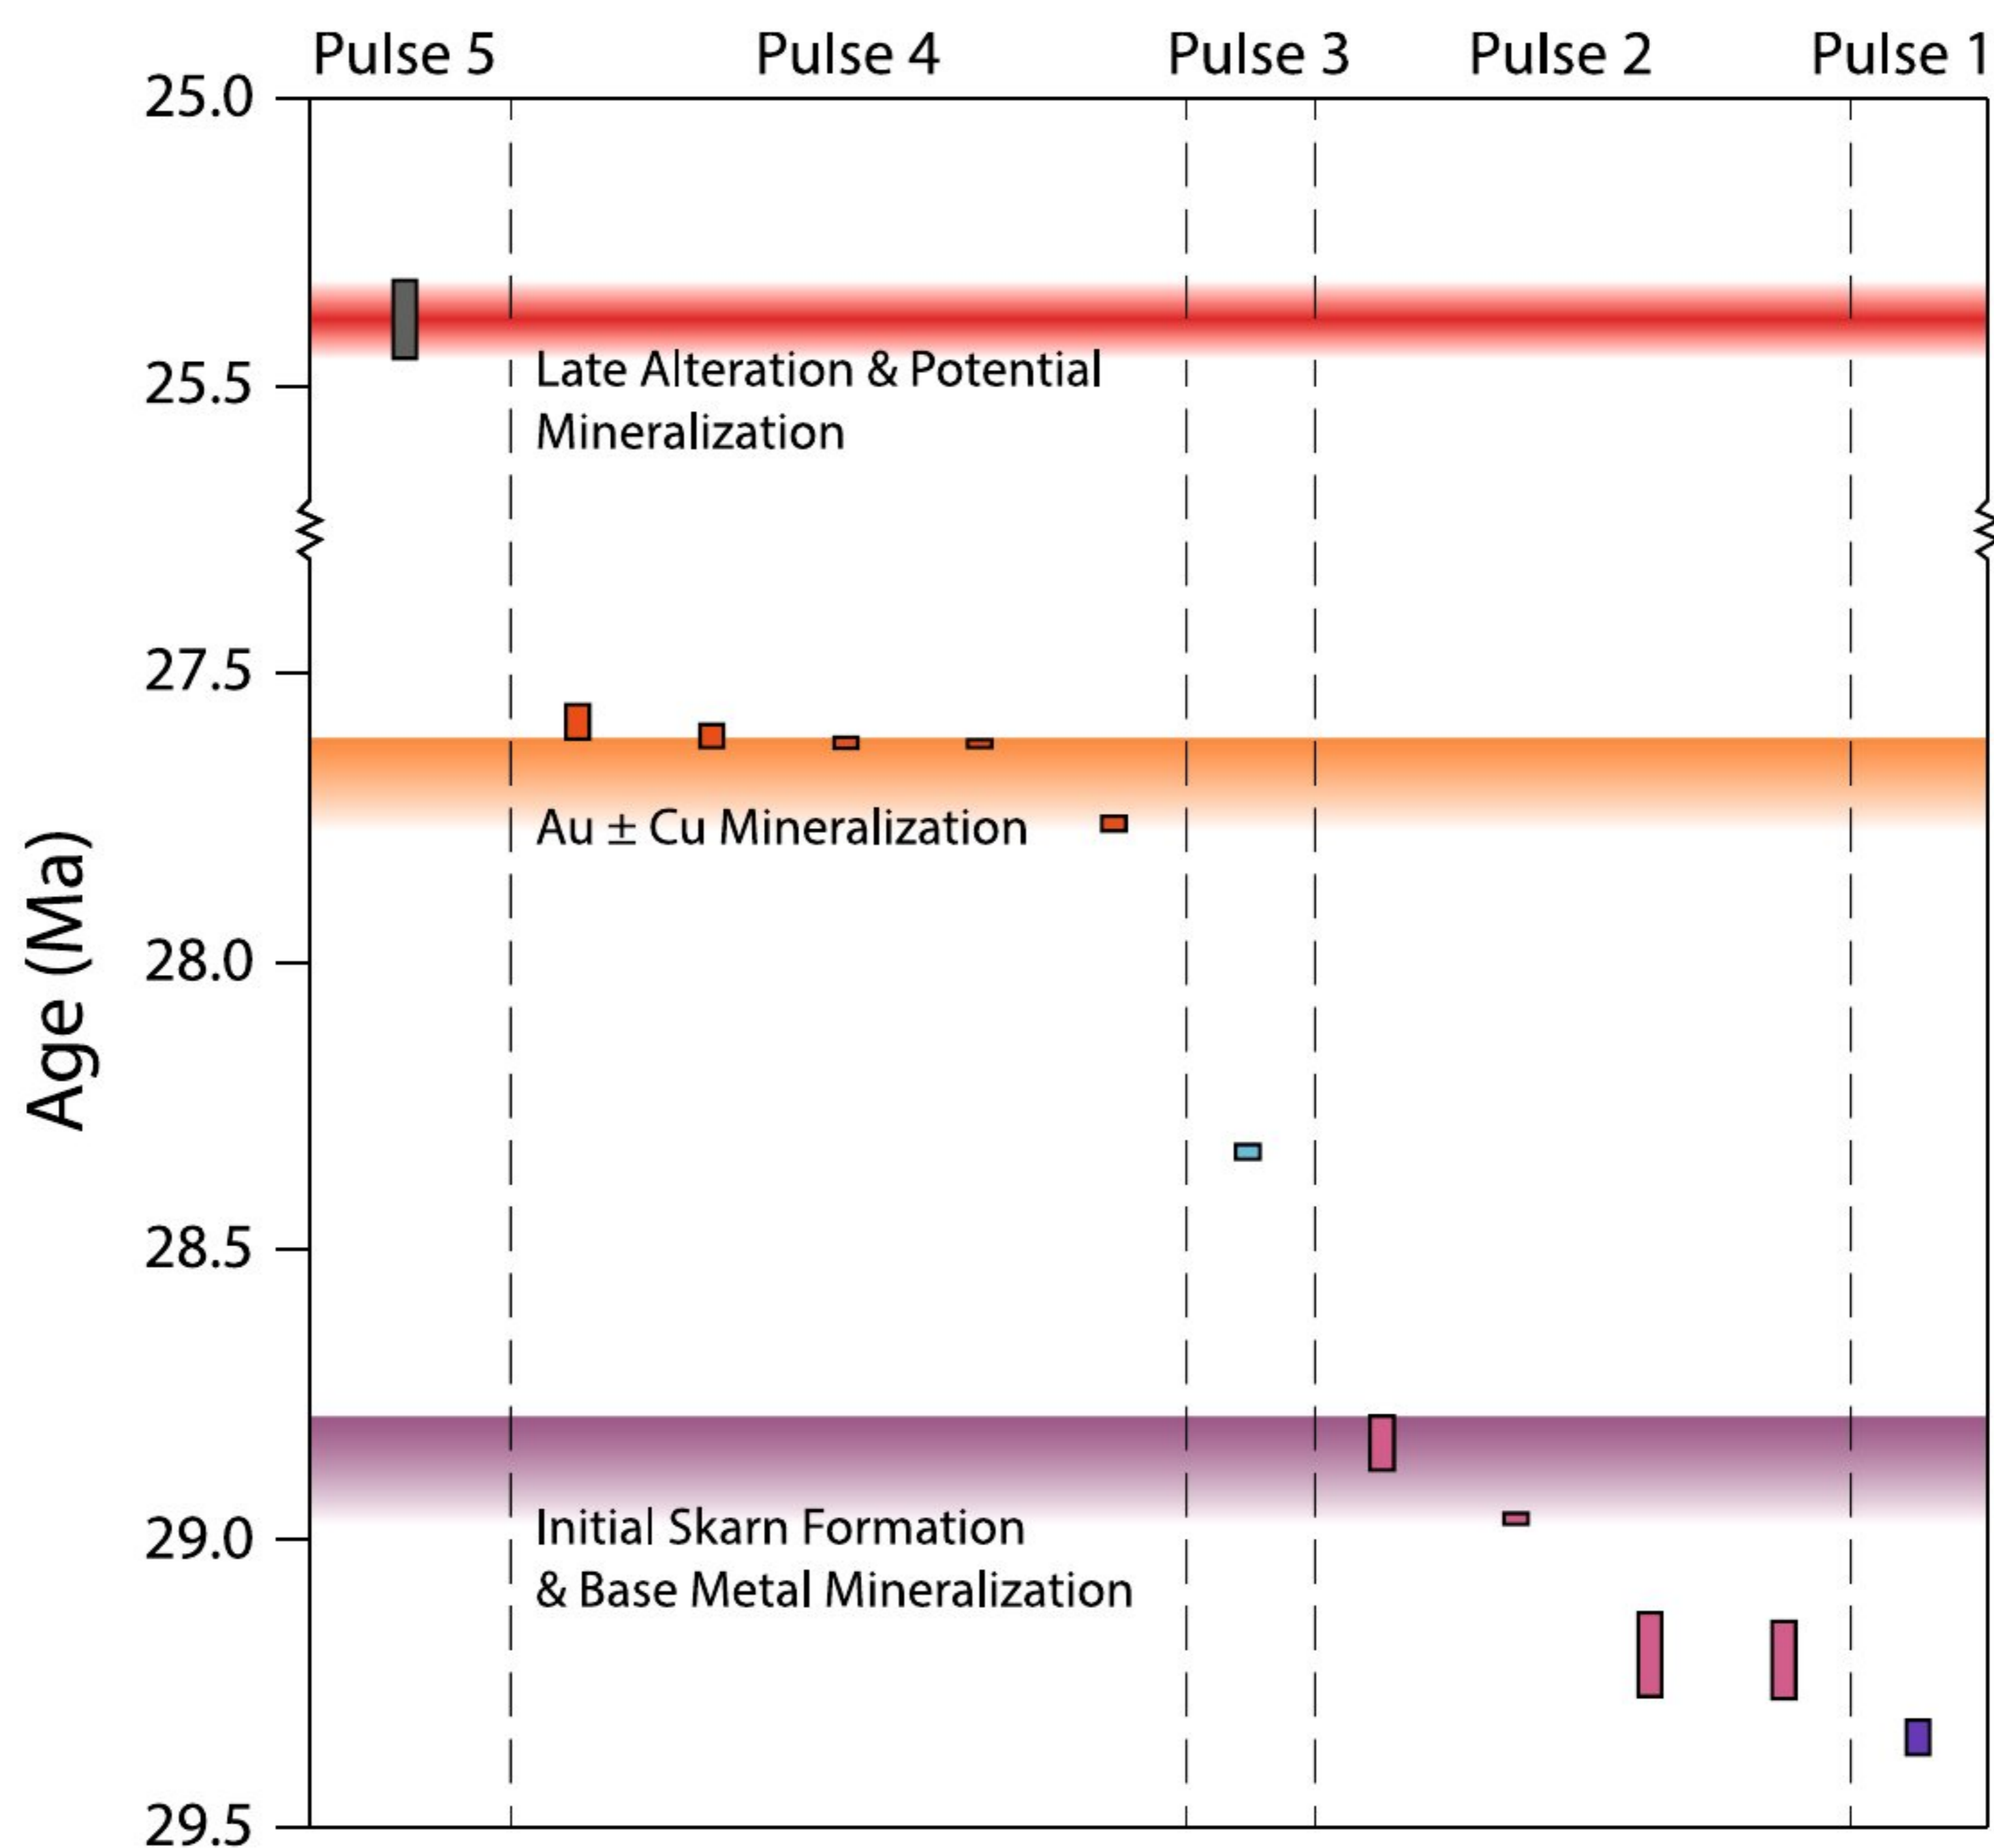 Pulse 5 Pulse 4 Pulse 3 Pulse 2 Pulse 1
25.0
Late Alteration & Potential
25.5
Mineralization
27.5
Au ± Cu Mineralization
Age (Ma)
28.0
28.5
Initial Skarn Formation
29.0
& Base Metal Mineralization
29.5